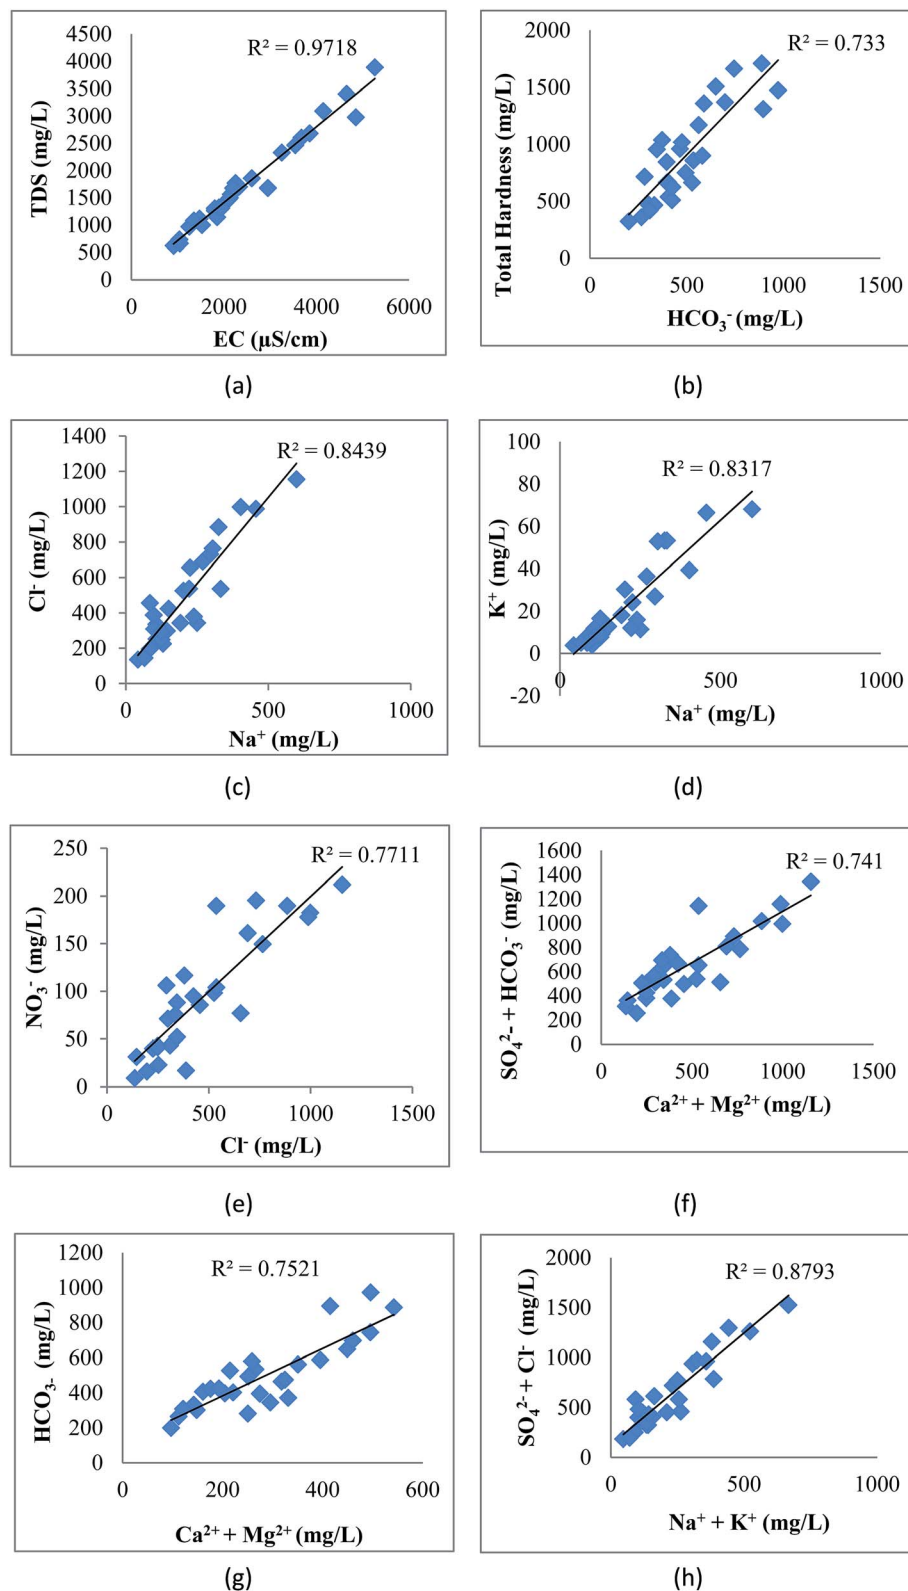 R² = 0.9718
4500
4000
3500
3000
2500
2000
1500
1000
500
0
TDS (mg/L)
0 2000 4000 6000
EC (µS/cm)
(a)
R² = 0.733
2000
1500
1000
500
0
Total Hardness (mg/L)
0 500 1000 1500
HCO₃⁻ (mg/L)
(b)
R² = 0.8439
1400
1200
1000
800
600
400
200
0
Cl⁻ (mg/L)
0 500 1000
Na⁺ (mg/L)
(c)
R² = 0.8317
100
80
60
40
20
0
-20
K⁺ (mg/L)
0 500 1000
Na⁺ (mg/L)
(d)
R² = 0.7711
250
200
150
100
50
0
NO₃⁻ (mg/L)
0 500 1000 1500
Cl⁻ (mg/L)
(e)
R² = 0.741
1600
1400
1200
1000
800
600
400
200
0
SO₄²⁻ + HCO₃⁻ (mg/L)
0 500 1000 1500
Ca²⁺ + Mg²⁺ (mg/L)
(f)
R² = 0.7521
1200
1000
800
600
400
200
0
HCO₃₋ (mg/L)
0 200 400 600
Ca²⁺ + Mg²⁺ (mg/L)
(g)
R² = 0.8793
2000
1500
1000
500
0
SO₄²⁻ + Cl⁻ (mg/L)
0 500 1000
Na⁺ + K⁺ (mg/L)
(h)